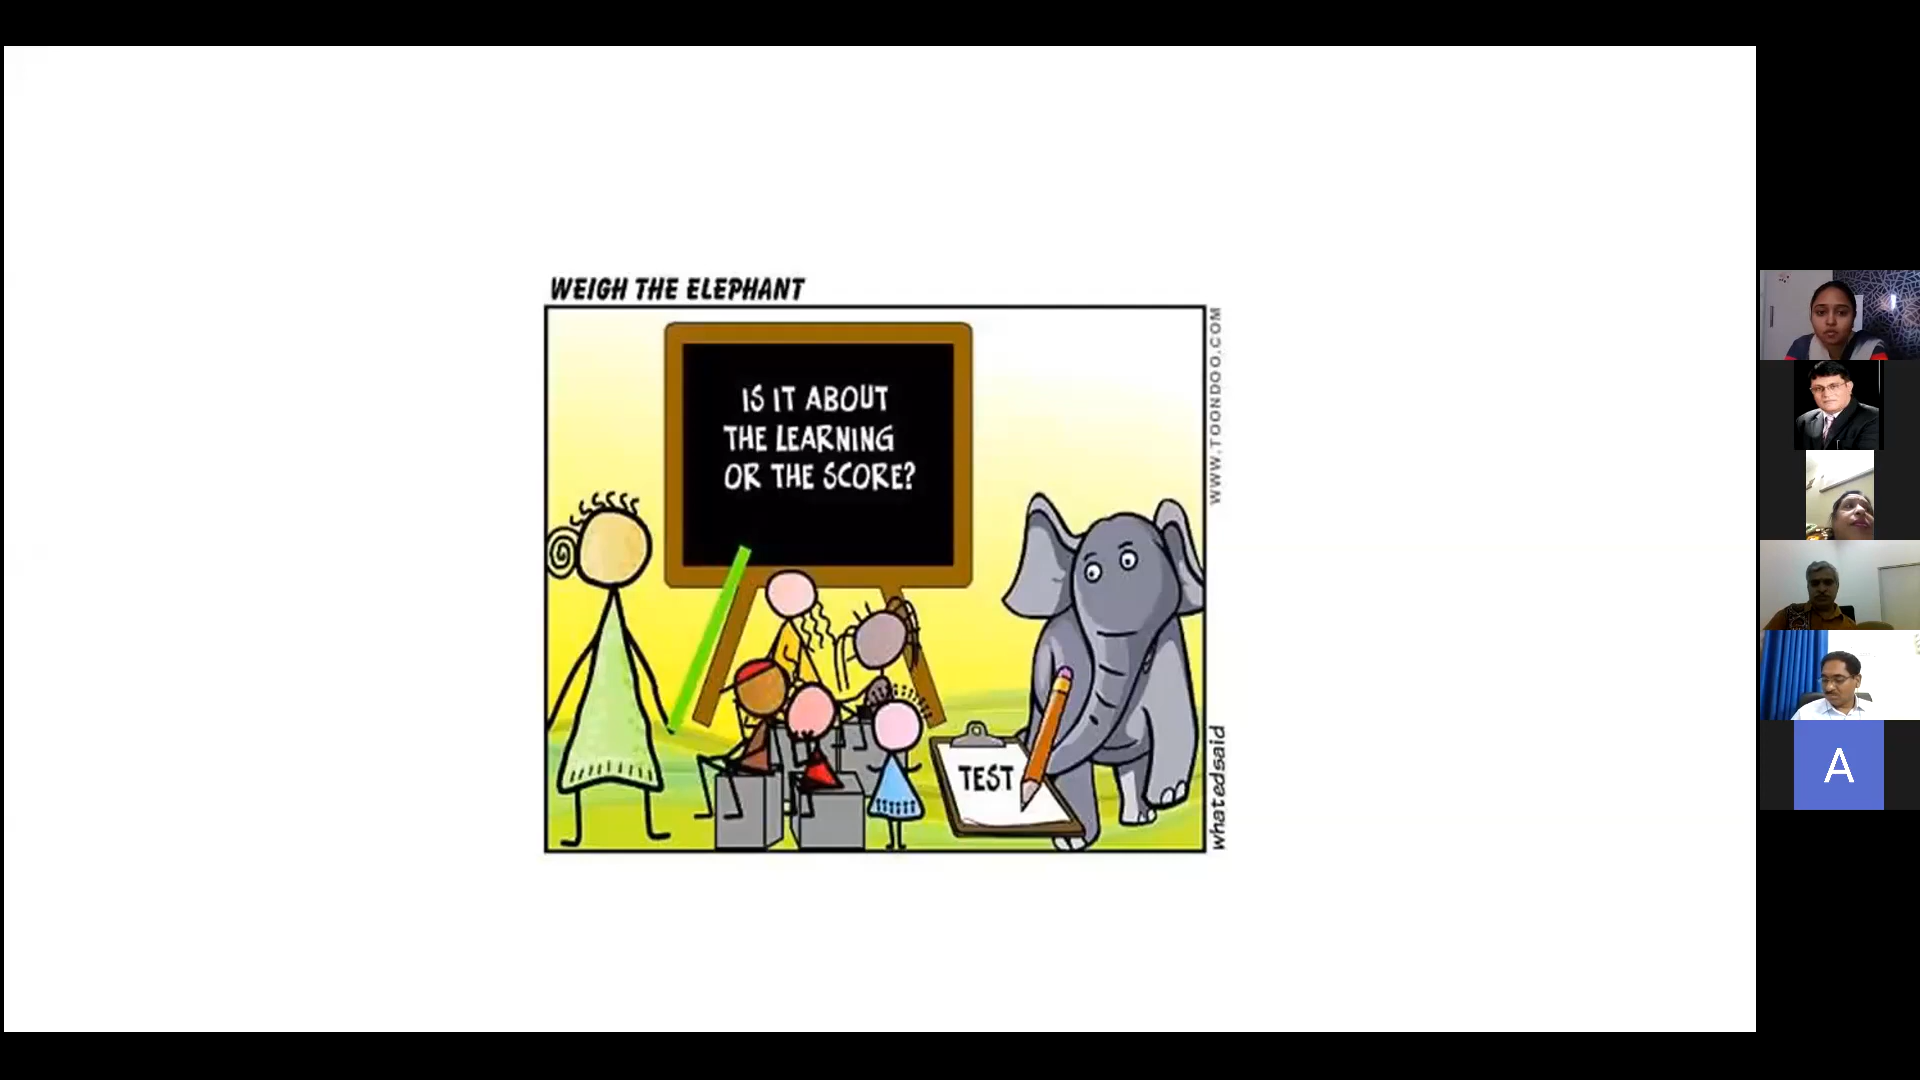 WEIGH THE ELEPHANT
IS IT ABOUT
THE LEARNING
OR THE SCORE?
TEST
WWW.TOONDOO.COM
whatedsaid
A